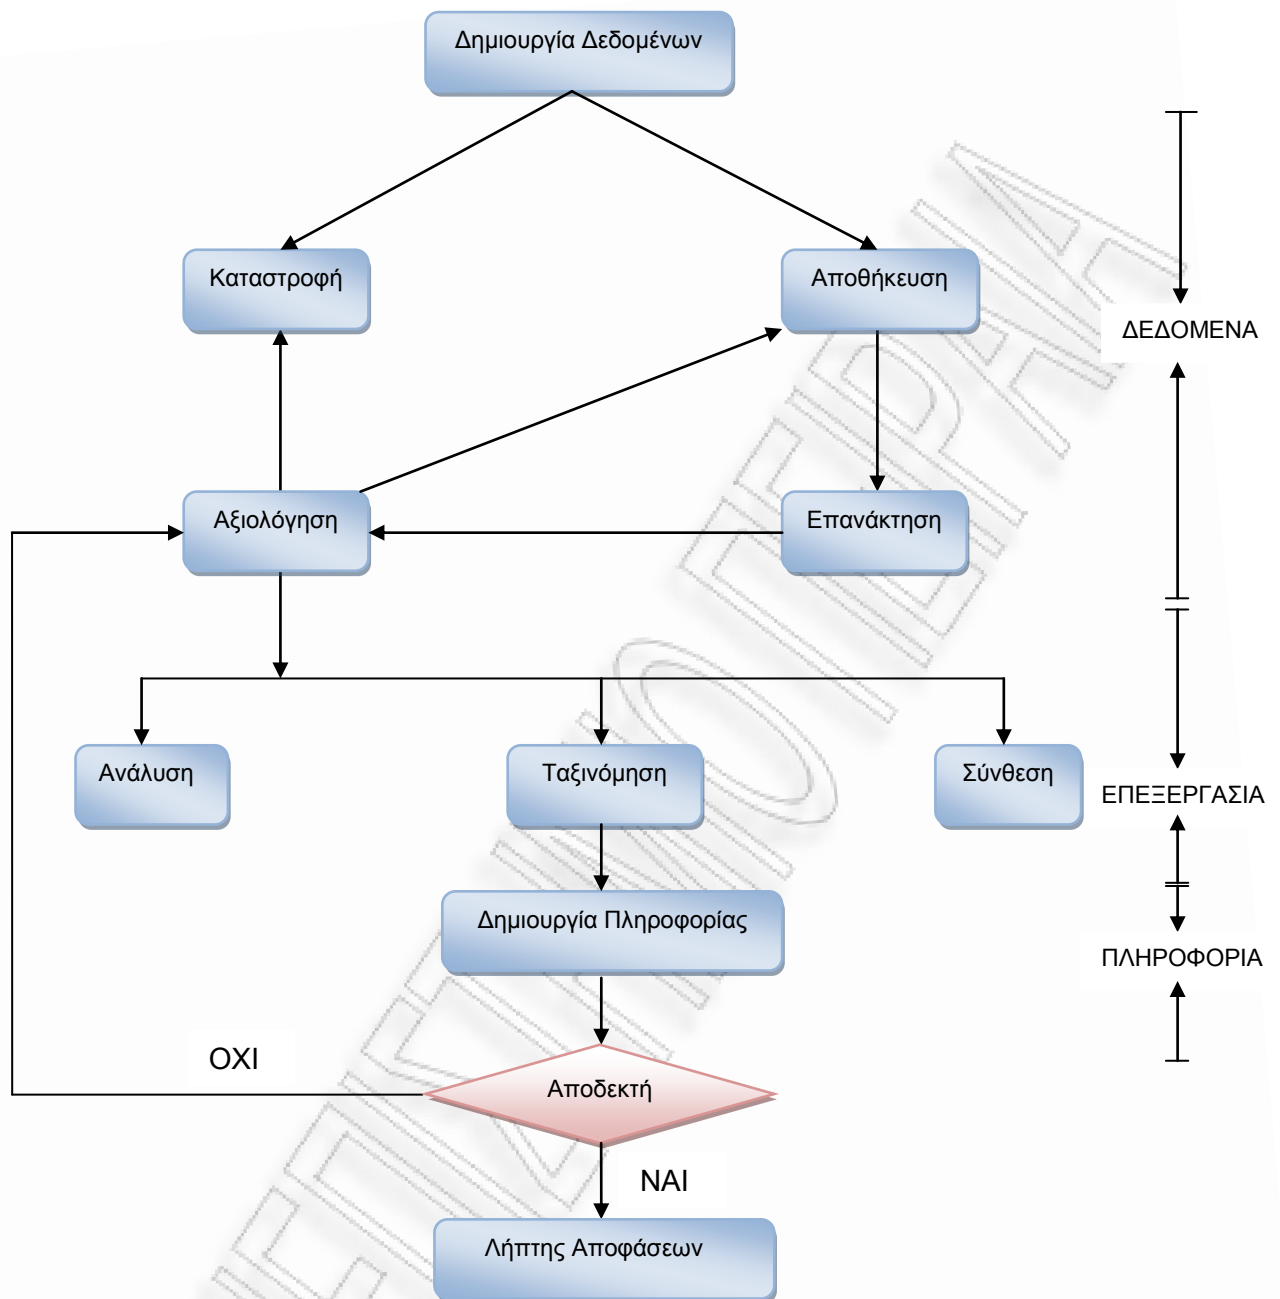 Δημιουργία Δεδομένων
Καταστροφή
Αποθήκευση
ΔΕΔΟΜΕΝΑ
Αξιολόγηση
Επανάκτηση
Ανάλυση
Ταξινόμηση
Σύνθεση
ΕΠΕΞΕΡΓΑΣΙΑ
Δημιουργία Πληροφορίας
ΠΛΗΡΟΦΟΡΙΑ
ΟΧΙ
Αποδεκτή
ΝΑΙ
Λήπτης Αποφάσεων